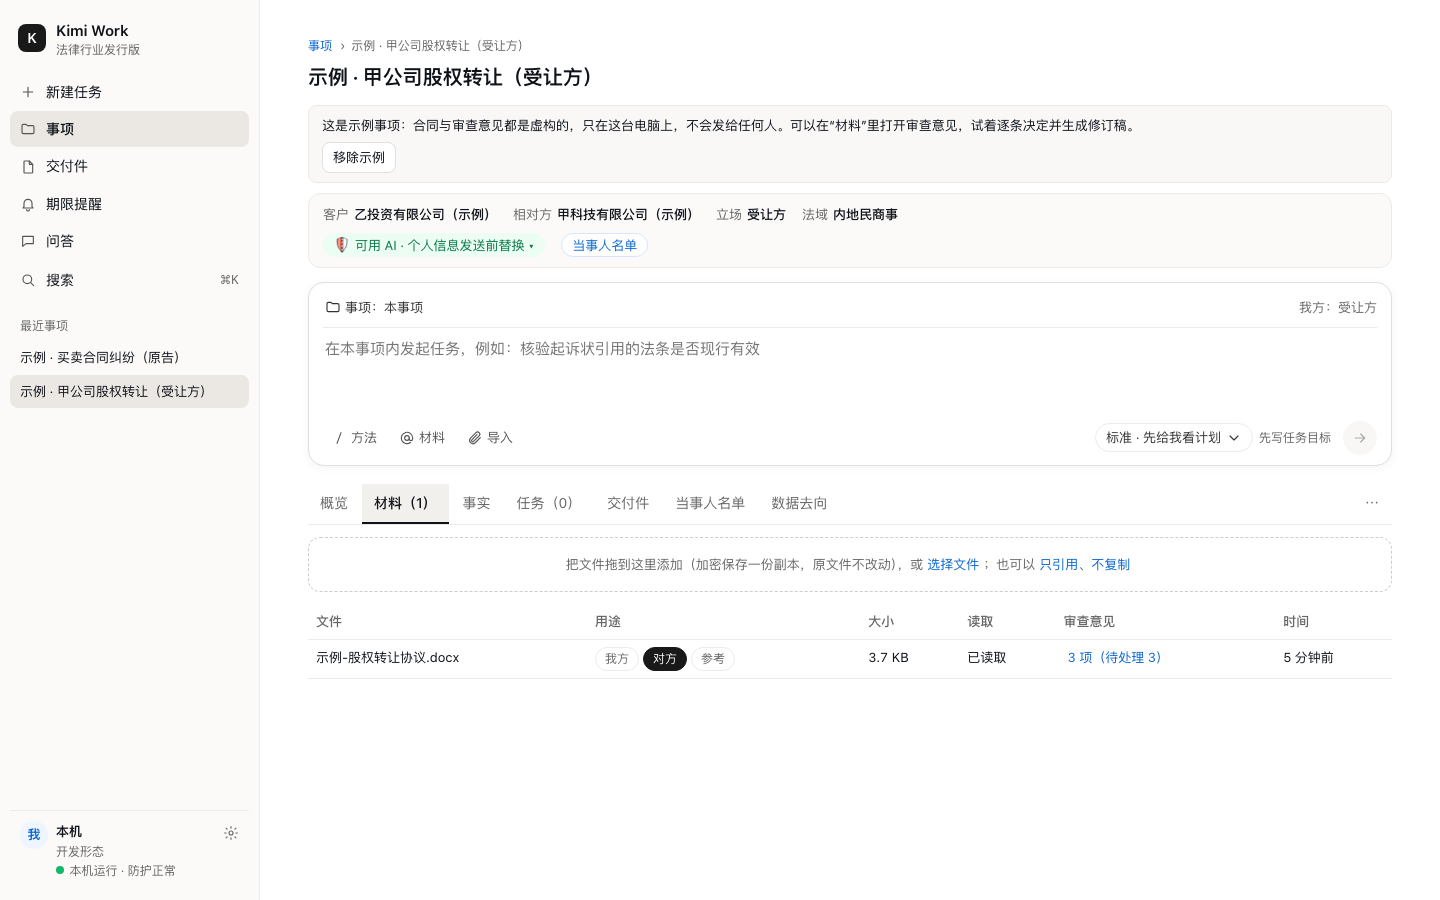 K
Kimi Work
法律行业发行版
新建任务
事项
交付件
期限提醒
问答
搜索 ⌘K
最近事项
示例 · 买卖合同纠纷（原告）
示例 · 甲公司股权转让（受让方）
我 本机
开发形态
本机运行 · 防护正常
事项 › 示例 · 甲公司股权转让（受让方）
示例 · 甲公司股权转让（受让方）
这是示例事项：合同与审查意见都是虚构的，只在这台电脑上，不会发给任何人。可以在“材料”里打开审查意见，试着逐条决定并生成修订稿。
移除示例
客户 乙投资有限公司（示例） 相对方 甲科技有限公司（示例） 立场 受让方 法域 内地民商事
可用 AI · 个人信息发送前替换 当事人名单
事项：本事项 我方：受让方
在本事项内发起任务，例如：核验起诉状引用的法条是否现行有效
/ 方法 @ 材料 导入 标准 · 先给我看计划 先写任务目标
概览 材料（1） 事实 任务（0） 交付件 当事人名单 数据去向 ···
把文件拖到这里添加（加密保存一份副本，原文件不改动），或 选择文件； 也可以 只引用、不复制
文件 用途 大小 读取 审查意见 时间
示例-股权转让协议.docx 我方 对方 参考 3.7 KB 已读取 3 项（待处理 3） 5 分钟前